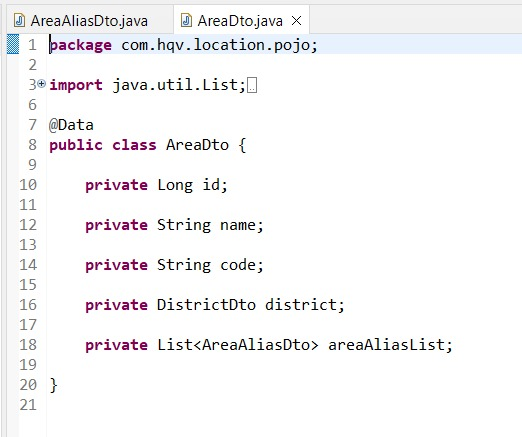 AreaAliasDto.java
AreaDto.java
1 package com.hqv.location.pojo;
2
3 import java.util.List;
6
7 @Data
8 public class AreaDto {
9
10 private Long id;
11
12 private String name;
13
14 private String code;
15
16 private DistrictDto district;
17
18 private List<AreaAliasDto> areaAliasList;
19
20 }
21